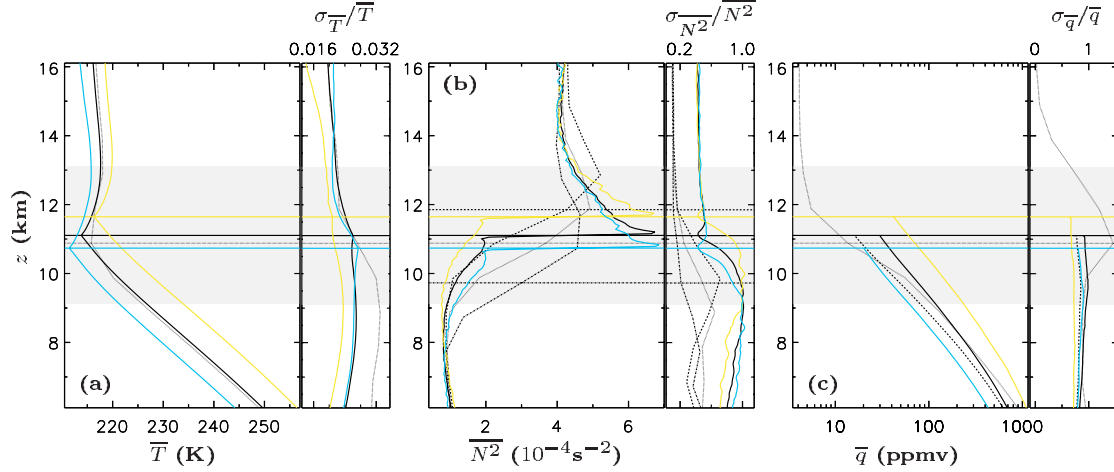 σ_T̅/T̅
σ_N̅²̅/N̅²̅
σ_q̅/q̅
0.016 0.032
0.2 1.0
0 1
16 16 16
14 14 14
12 12 12
10 10 10
8 8 8
z (km)
(a)
(b)
(c)
220 230 240 250
2 4 6
10 100 1000
T̅ (K)
N̅²̅ (10⁻⁴s⁻²)
q̅ (ppmv)